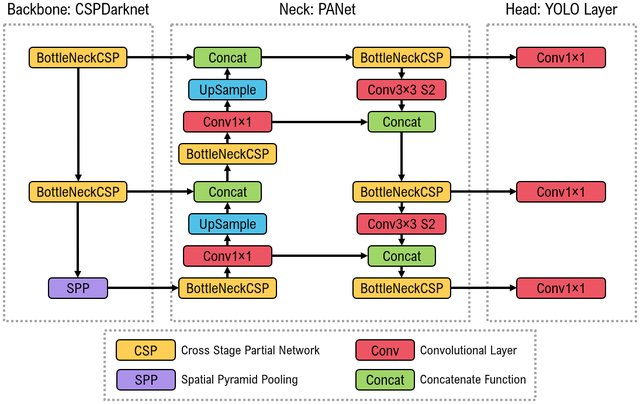 Backbone: CSPDarknet Neck: PANet Head: YOLO Layer
BottleNeckCSP Concat BottleNeckCSP Conv1×1
UpSample Conv3×3 S2
Conv1×1 Concat
BottleNeckCSP
BottleNeckCSP Concat BottleNeckCSP Conv1×1
UpSample Conv3×3 S2
Conv1×1 Concat
SPP BottleNeckCSP BottleNeckCSP Conv1×1
CSP Cross Stage Partial Network Conv Convolutional Layer
SPP Spatial Pyramid Pooling Concat Concatenate Function